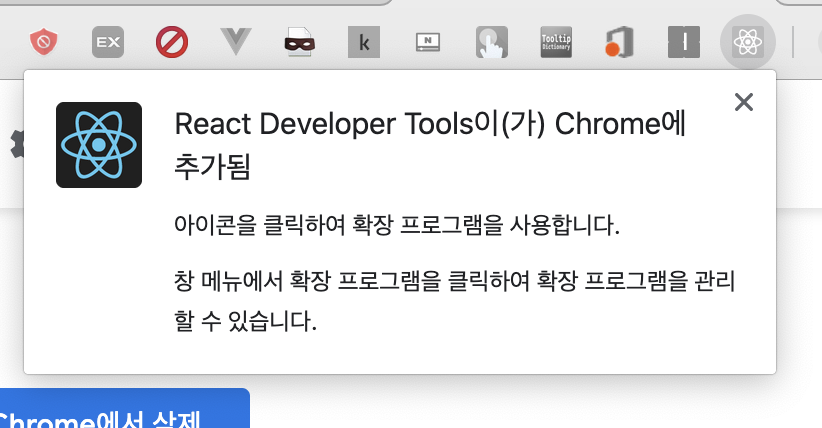 EX
k
N
Tooltip
Dictionary
React Developer Tools이(가) Chrome에
추가됨
아이콘을 클릭하여 확장 프로그램을 사용합니다.
창 메뉴에서 확장 프로그램을 클릭하여 확장 프로그램을 관리
할 수 있습니다.
Chrome에서 삭제